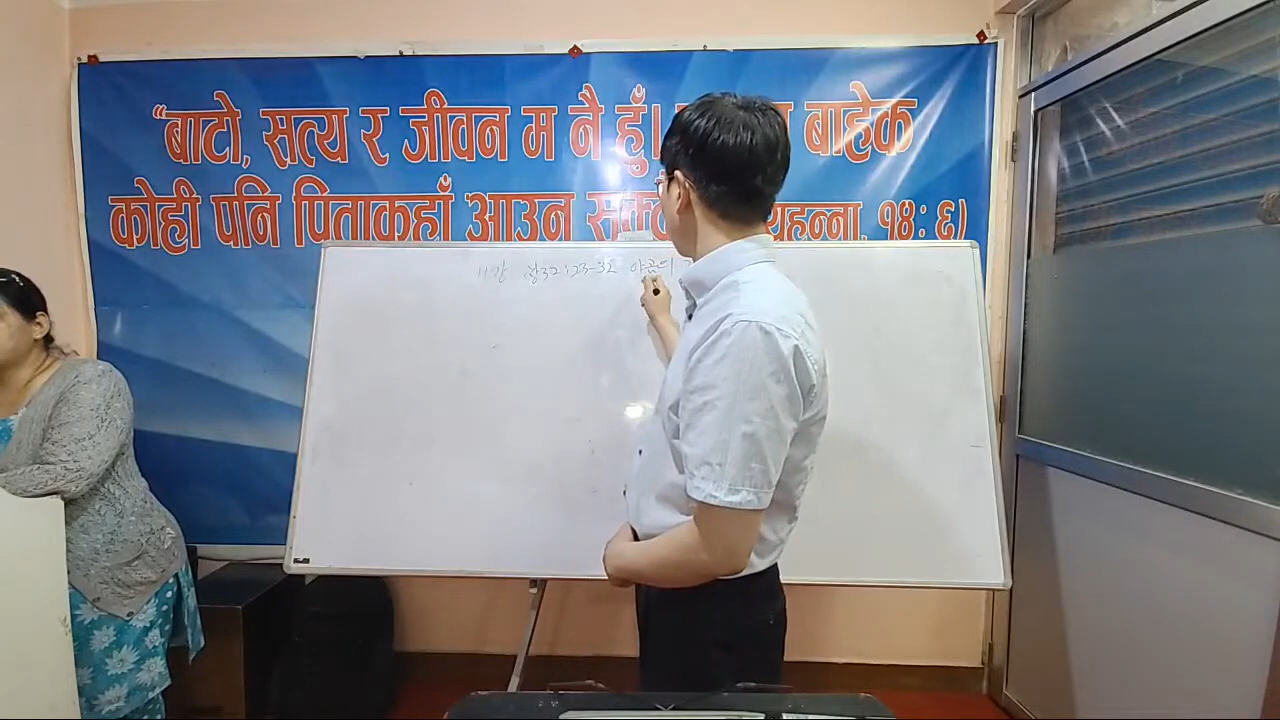 “बाटो, सत्य र जीवन म नै हुँ। बाहेक
कोही पनि पिताकहाँ आउन यूहन्ना. १४ : ६)
11강 창32:23-32 야곱의